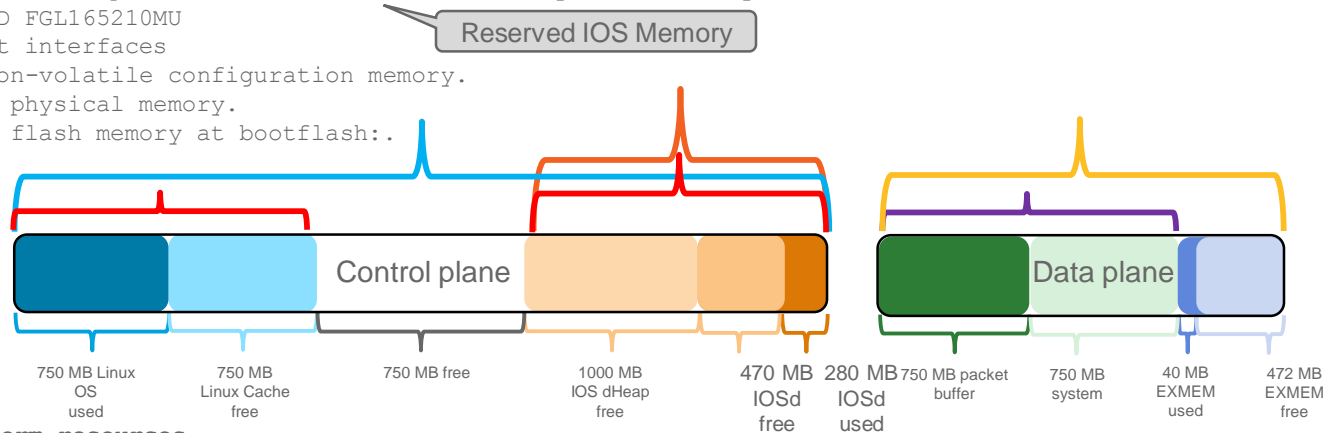 D FGL165210MU
Reserved IOS Memory
t interfaces
on-volatile configuration memory.
physical memory.
flash memory at bootflash:.
Control plane
Data plane
750 MB Linux
OS
used
750 MB
Linux Cache
free
750 MB free
1000 MB
IOS dHeap
free
470 MB
IOSd
free
280 MB
IOSd
used
750 MB packet
buffer
750 MB
system
40 MB
EXMEM
used
472 MB
EXMEM
free